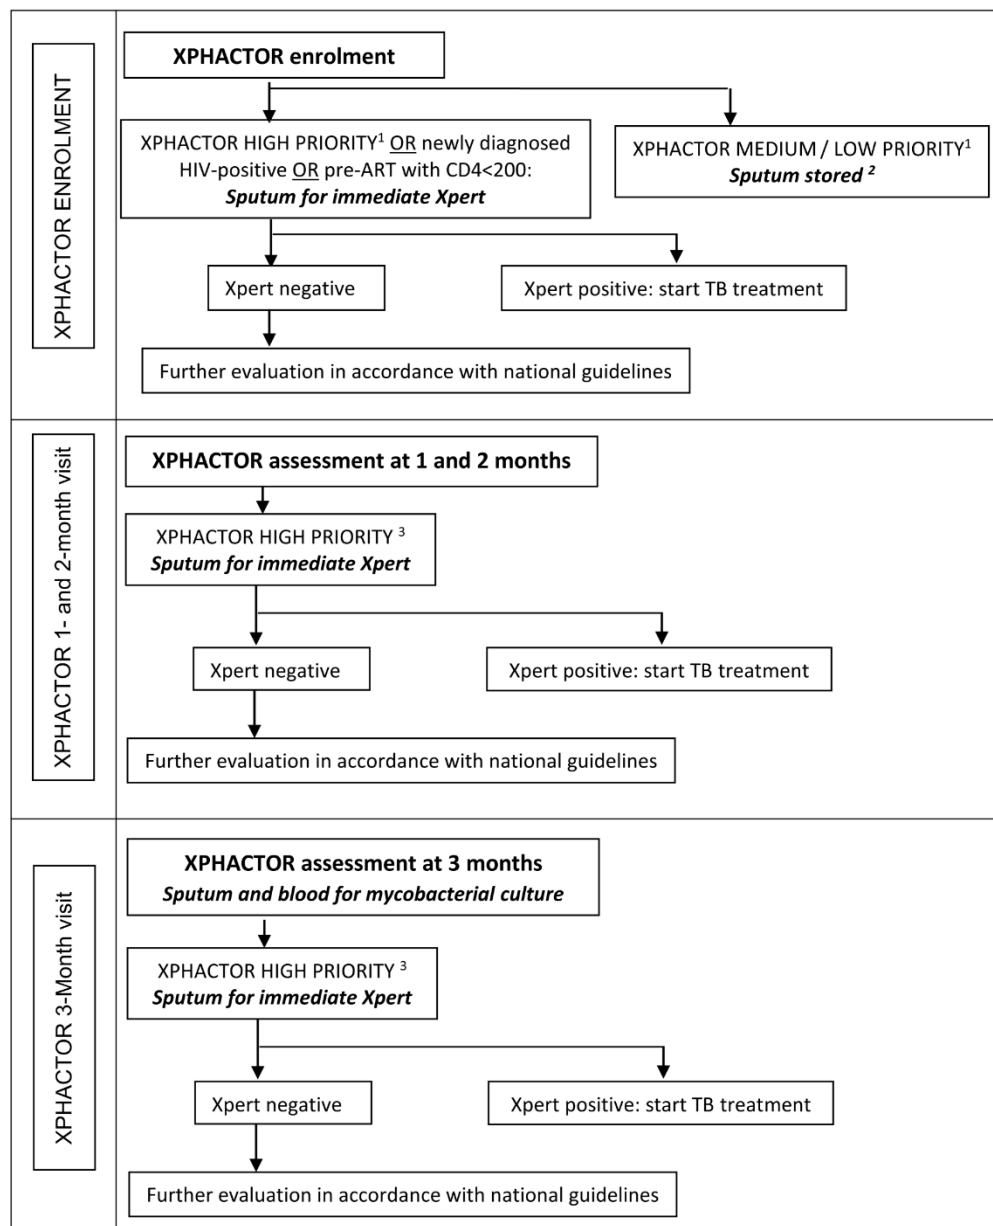 XPHACTOR ENROLMENT
XPHACTOR enrolment
XPHACTOR HIGH PRIORITY1 OR newly diagnosed
HIV-positive OR pre-ART with CD4<200:
Sputum for immediate Xpert
XPHACTOR MEDIUM / LOW PRIORITY1
Sputum stored 2
Xpert negative
Xpert positive: start TB treatment
Further evaluation in accordance with national guidelines
XPHACTOR 1- and 2-month visit
XPHACTOR assessment at 1 and 2 months
XPHACTOR HIGH PRIORITY 3
Sputum for immediate Xpert
Xpert negative
Xpert positive: start TB treatment
Further evaluation in accordance with national guidelines
XPHACTOR 3-Month visit
XPHACTOR assessment at 3 months
Sputum and blood for mycobacterial culture
XPHACTOR HIGH PRIORITY 3
Sputum for immediate Xpert
Xpert negative
Xpert positive: start TB treatment
Further evaluation in accordance with national guidelines